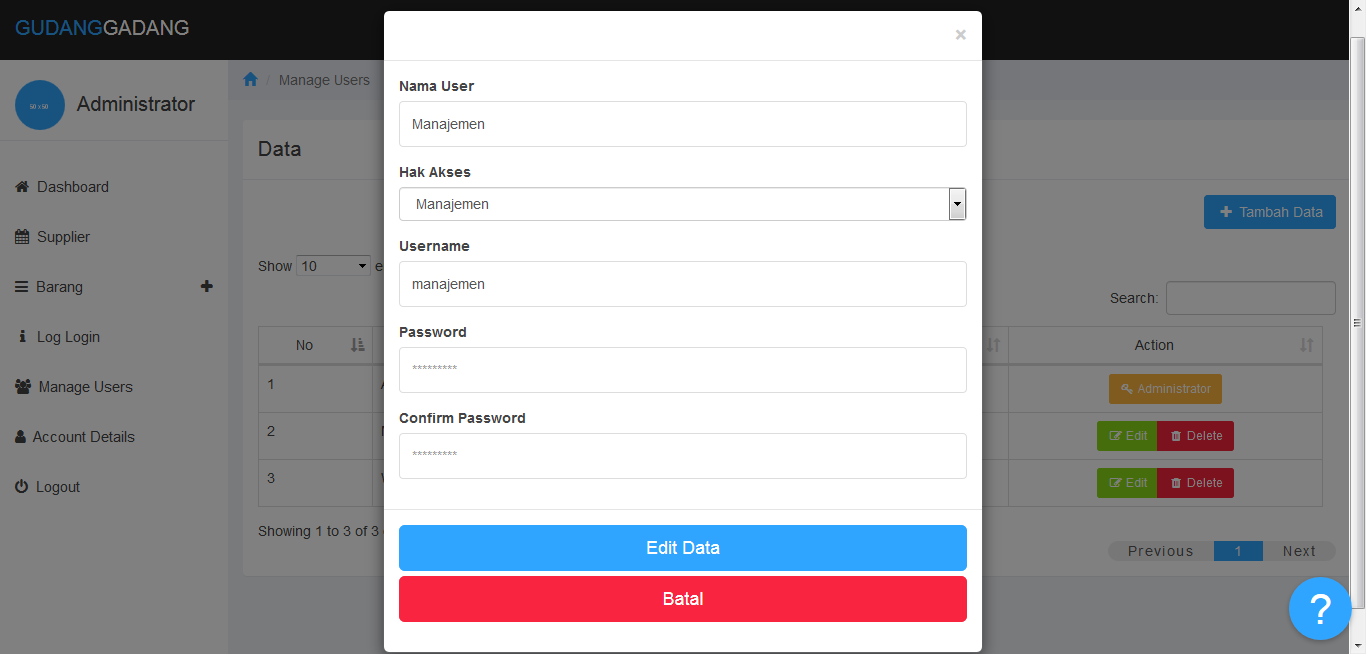 GUDANGGADANG
×
50 x 50
Administrator
Manage Users
Dashboard
Supplier
Barang
Log Login
Manage Users
Account Details
Logout
Data
Tambah Data
Show 10 e
Search:
No
Action
1
Administrator
2
Edit Delete
3
Edit Delete
Showing 1 to 3 of 3
Previous 1 Next
Nama User
Manajemen
Hak Akses
Manajemen
Username
manajemen
Password
*********
Confirm Password
*********
Edit Data
Batal
?